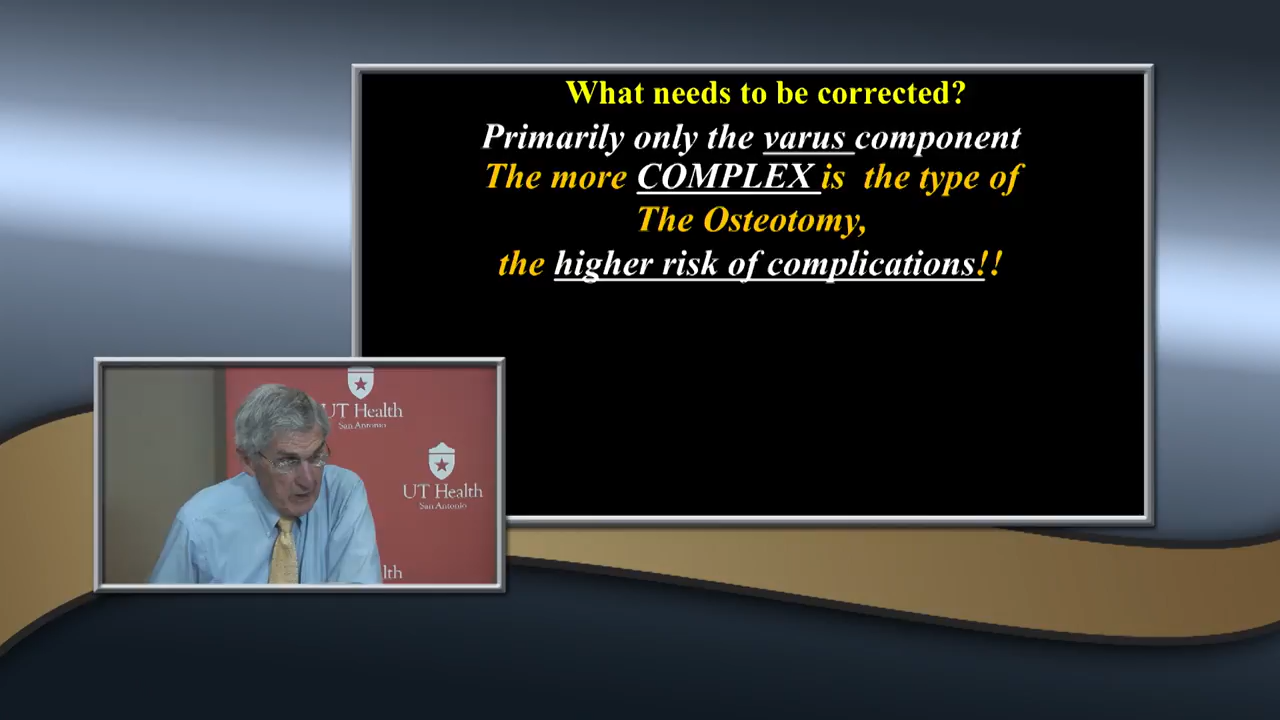 What needs to be corrected?
Primarily only the varus component
The more COMPLEX is the type of
The Osteotomy,
the higher risk of complications!!
UT Health
San Antonio
UT Health
San Antonio
lth